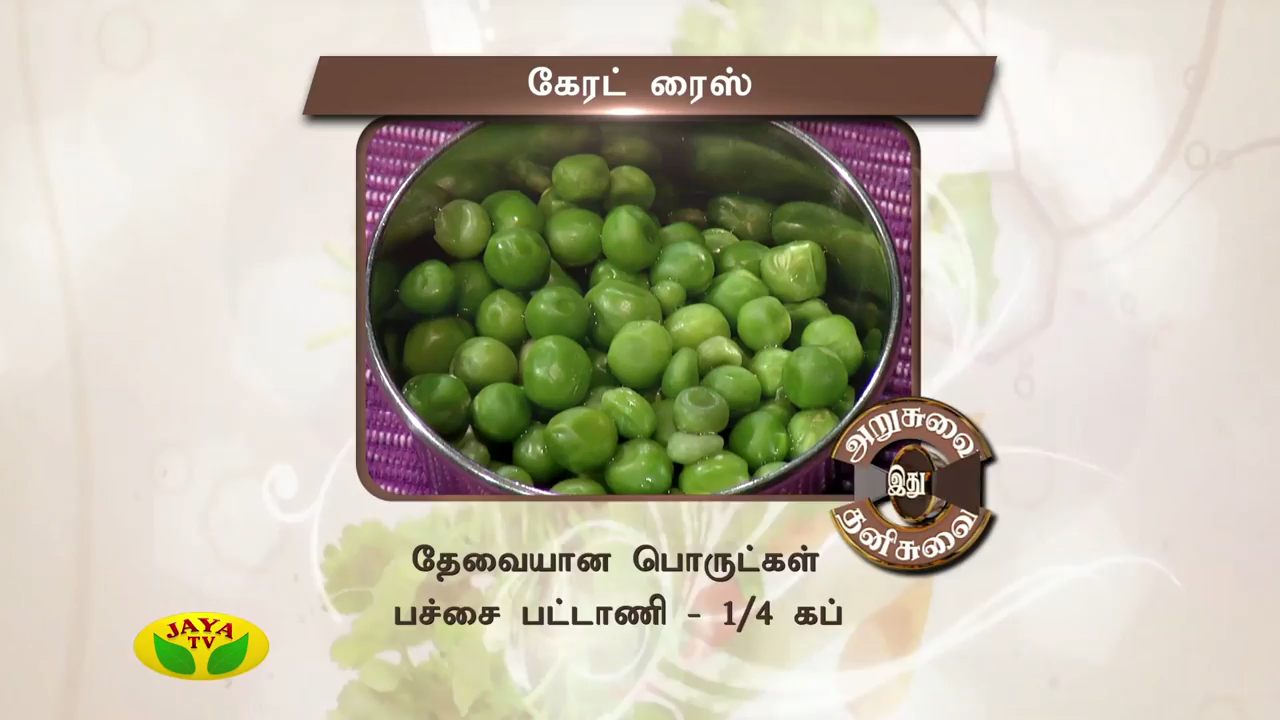 கேரட் ரைஸ்
அறுசுவை
இது
தனிசுவை
தேவையான பொருட்கள்
பச்சை பட்டாணி - 1/4 கப்
JAYA
TV